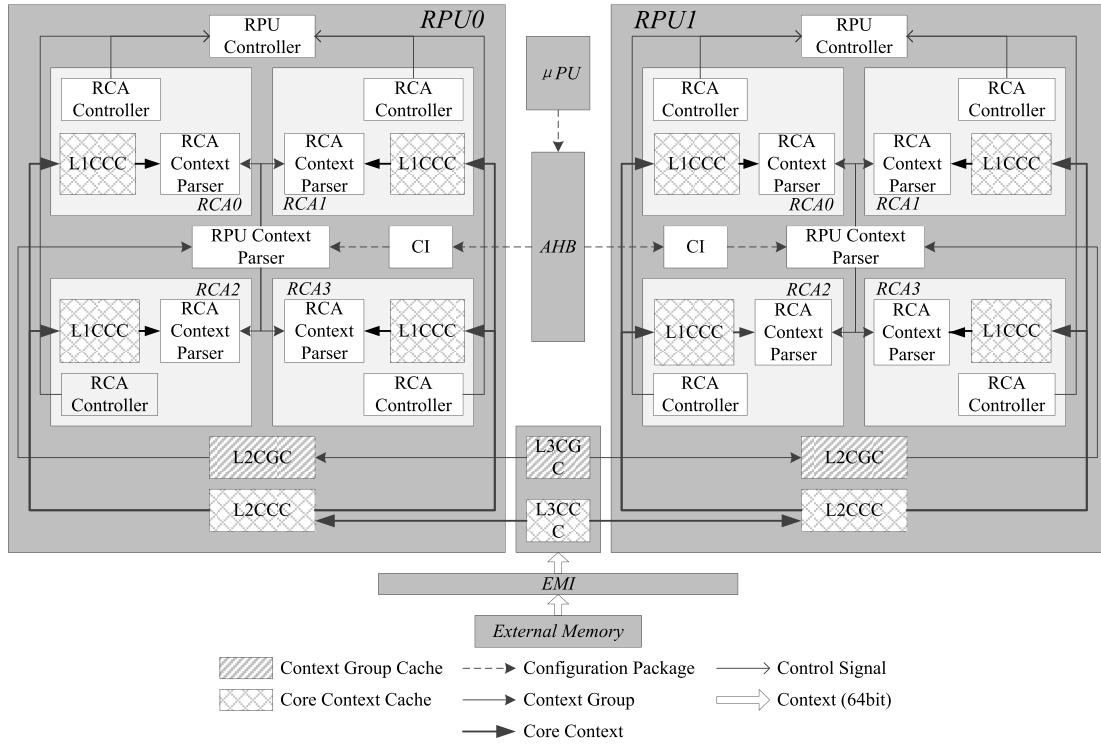 RPU0
RPU
Controller
RCA
Controller
RCA
Controller
L1CCC
RCA
Context
Parser
RCA
Context
Parser
L1CCC
RCA0
RCA1
RPU Context
Parser
CI
RCA2
RCA3
L1CCC
RCA
Context
Parser
RCA
Context
Parser
L1CCC
RCA
Controller
RCA
Controller
L2CGC
L2CCC
μPU
AHB
L3CG
C
L3CC
C
RPU1
RPU
Controller
RCA
Controller
RCA
Controller
L1CCC
RCA
Context
Parser
RCA
Context
Parser
L1CCC
RCA0
RCA1
CI
RPU Context
Parser
RCA2
RCA3
L1CCC
RCA
Context
Parser
RCA
Context
Parser
L1CCC
RCA
Controller
RCA
Controller
L2CGC
L2CCC
EMI
External Memory
Context Group Cache
Configuration Package
Control Signal
Core Context Cache
Context Group
Context (64bit)
Core Context